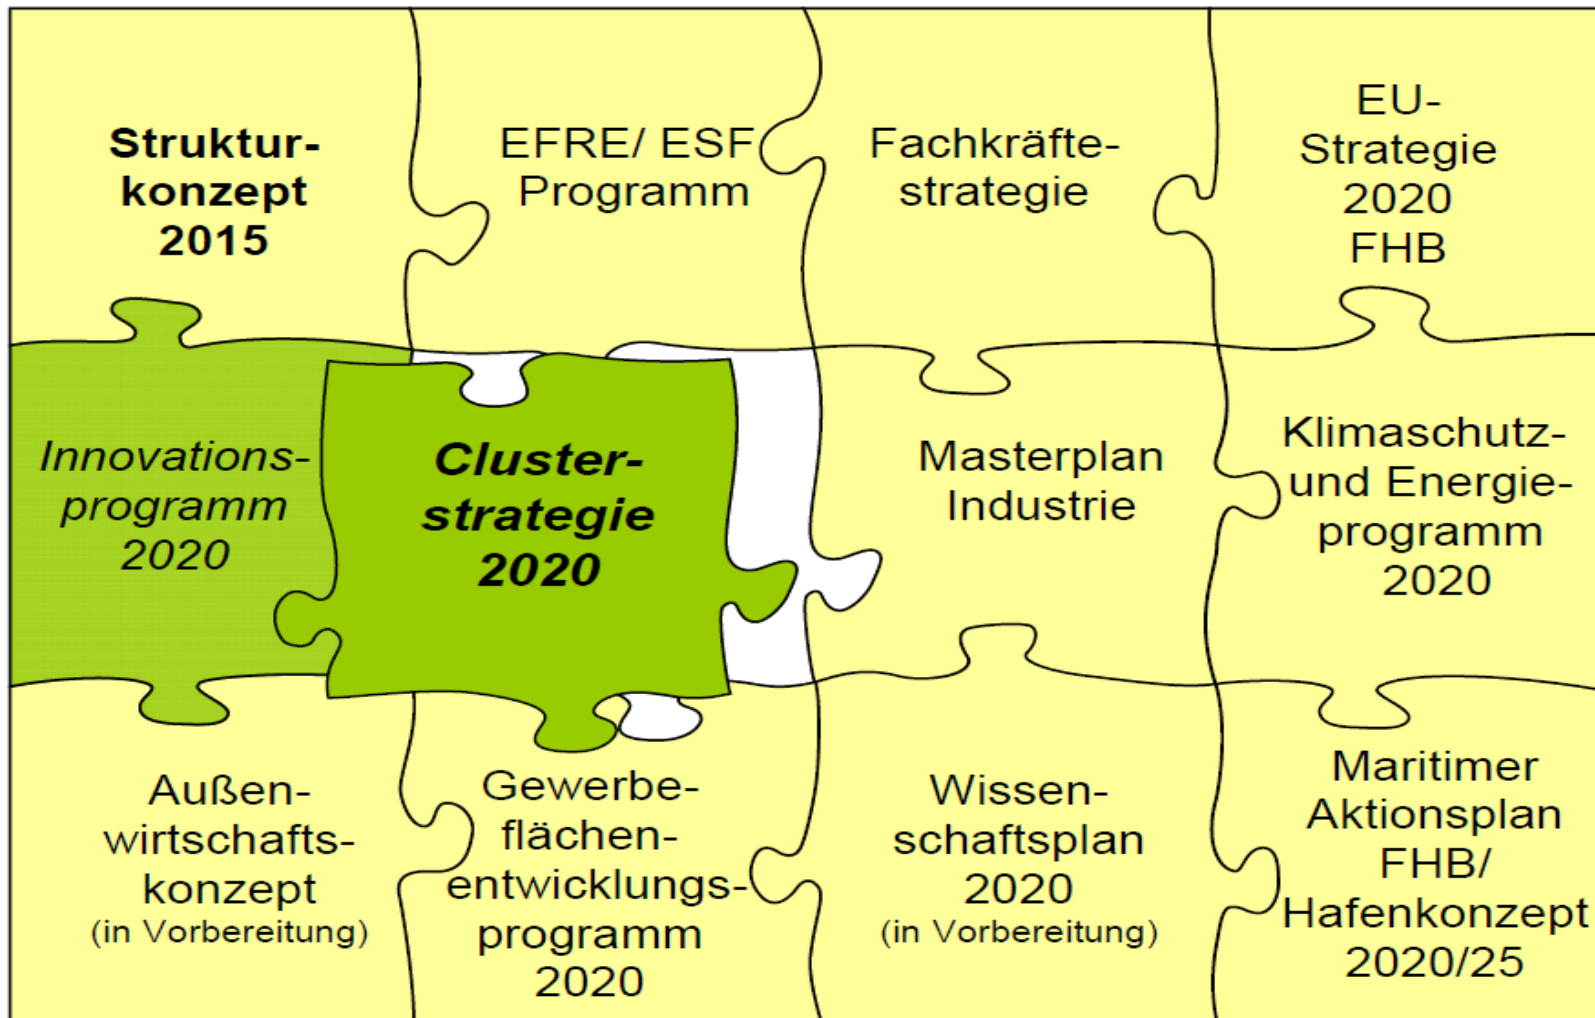 Struktur-
konzept
2015
EFRE/ ESF
Programm
Fachkräfte-
strategie
EU-
Strategie
2020
FHB
Innovations-
programm
2020
Cluster-
strategie
2020
Masterplan
Industrie
Klimaschutz-
und Energie-
programm
2020
Außen-
wirtschafts-
konzept
(in Vorbereitung)
Gewerbe-
flächen-
entwicklungs-
programm
2020
Wissen-
schaftsplan
2020
(in Vorbereitung)
Maritimer
Aktionsplan
FHB/
Hafenkonzept
2020/25